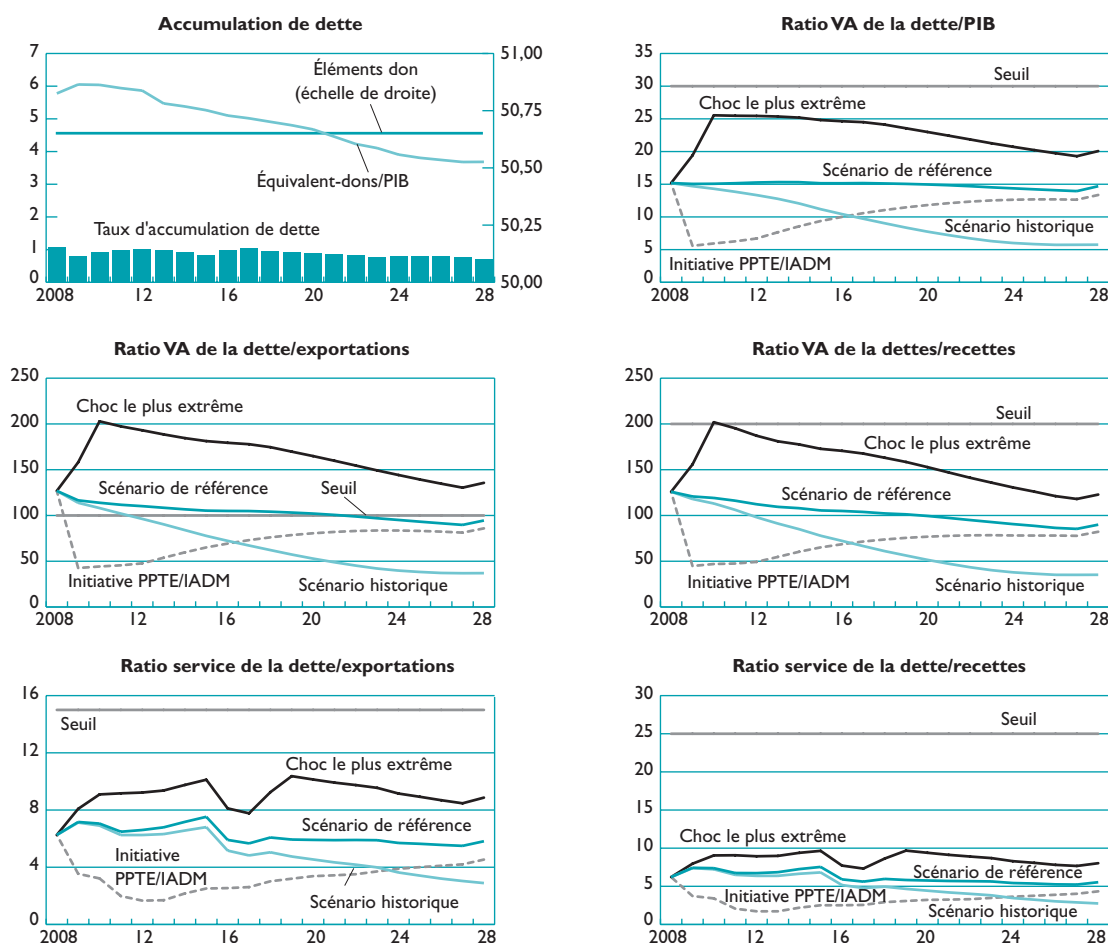 Accumulation de dette
7
6
5
4
3
2
1
0
51,00
50,75
50,50
50,25
50,00
Éléments don
(échelle de droite)
Équivalent-dons/PIB
Taux d'accumulation de dette
2008
12
16
20
24
28
Ratio VA de la dette/PIB
35
30
25
20
15
10
5
0
Seuil
Choc le plus extrême
Scénario de référence
Scénario historique
Initiative PPTE/IADM
2008
12
16
20
24
28
Ratio VA de la dette/exportations
250
200
150
100
50
0
Choc le plus extrême
Scénario de référence
Seuil
Initiative PPTE/IADM
Scénario historique
2008
12
16
20
24
28
Ratio VA de la dettes/recettes
250
200
150
100
50
0
Seuil
Choc le plus extrême
Scénario de référence
Initiative PPTE/IADM
Scénario historique
2008
12
16
20
24
28
Ratio service de la dette/exportations
16
12
8
4
0
Seuil
Choc le plus extrême
Scénario de référence
Initiative
PPTE/IADM
Scénario historique
2008
12
16
20
24
28
Ratio service de la dette/recettes
30
25
20
15
10
5
0
Seuil
Choc le plus extrême
Scénario de référence
Initiative PPTE/IADM
Scénario historique
2008
12
16
20
24
28